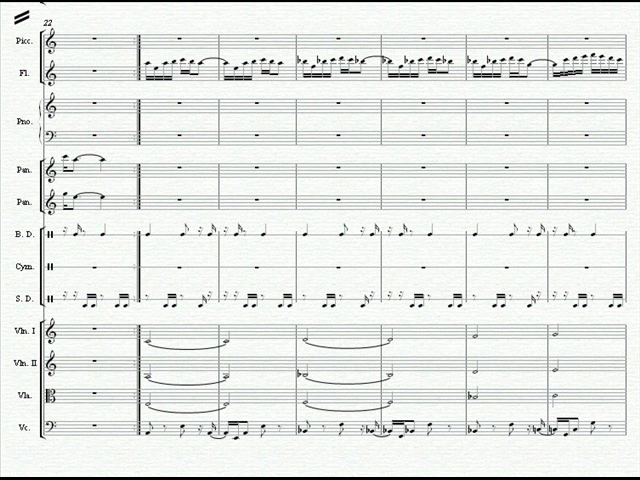 22
Picc.
Fl.
Pno.
Pan.
Pan.
B. D.
Cym.
S. D.
Vln. I
Vln. II
Vla.
Vc.